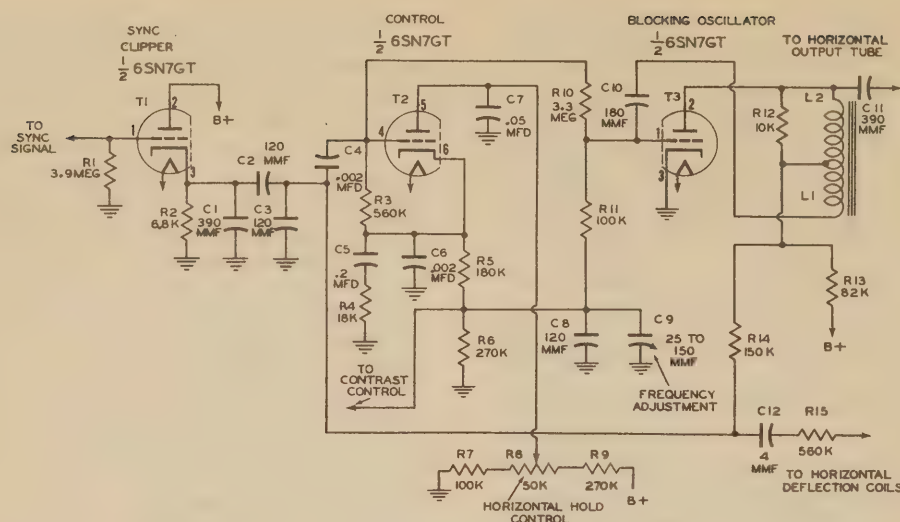 SYNC
CLIPPER
½ 6SN7GT
CONTROL
½ 6SN7GT
BLOCKING OSCILLATOR
½ 6SN7GT
TO HORIZONTAL
OUTPUT TUBE
T1
2
1
3
B+
TO
SYNC
SIGNAL
R1
3.9MEG
R2
6.8K
C1
390
MMF
120
MMF
C2
C3
120
MMF
C4
.002
MFD
T2
5
4
6
C7
.05
MFD
R3
560K
C5
.2
MFD
R4
18K
C6
.002
MFD
R5
180K
R6
270K
TO
CONTRAST
CONTROL
R10
3.3
MEG
C10
180
MMF
T3
2
1
3
R11
100K
R12
10K
L2
L1
C11
390
MMF
C8
120
MMF
C9
25 TO
150
MMF
FREQUENCY
ADJUSTMENT
R13
82K
B+
R14
150K
C12
4
MMF
R15
560K
TO HORIZONTAL
DEFLECTION COILS
R7
100K
R8
50K
R9
270K
B+
HORIZONTAL HOLD
CONTROL